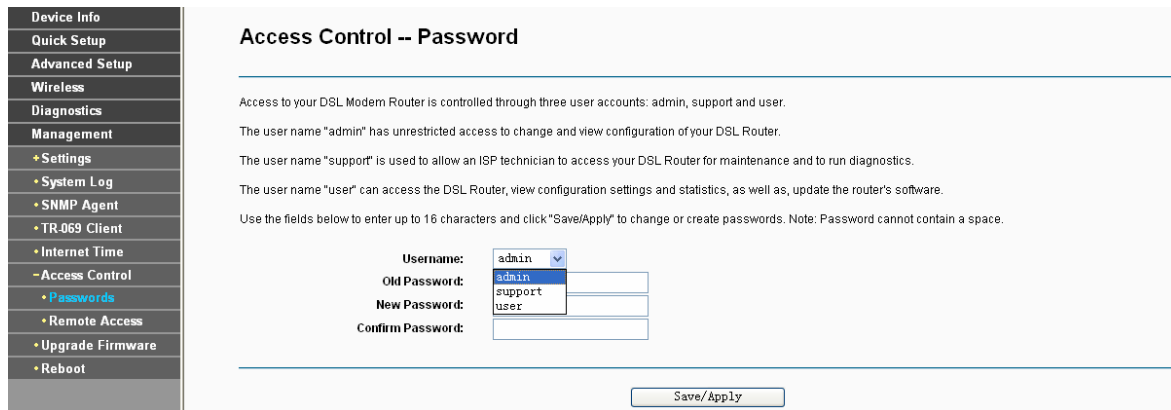 Device Info
Quick Setup
Advanced Setup
Wireless
Diagnostics
Management
+Settings
•System Log
•SNMP Agent
•TR-069 Client
•Internet Time
-Access Control
•Passwords
•Remote Access
•Upgrade Firmware
•Reboot
Access Control -- Password
Access to your DSL Modem Router is controlled through three user accounts: admin, support and user.
The user name "admin" has unrestricted access to change and view configuration of your DSL Router.
The user name "support" is used to allow an ISP technician to access your DSL Router for maintenance and to run diagnostics.
The user name "user" can access the DSL Router, view configuration settings and statistics, as well as, update the router's software.
Use the fields below to enter up to 16 characters and click "Save/Apply" to change or create passwords. Note: Password cannot contain a space.
Username: admin
Old Password: admin
support
New Password: user
Confirm Password:
Save/Apply